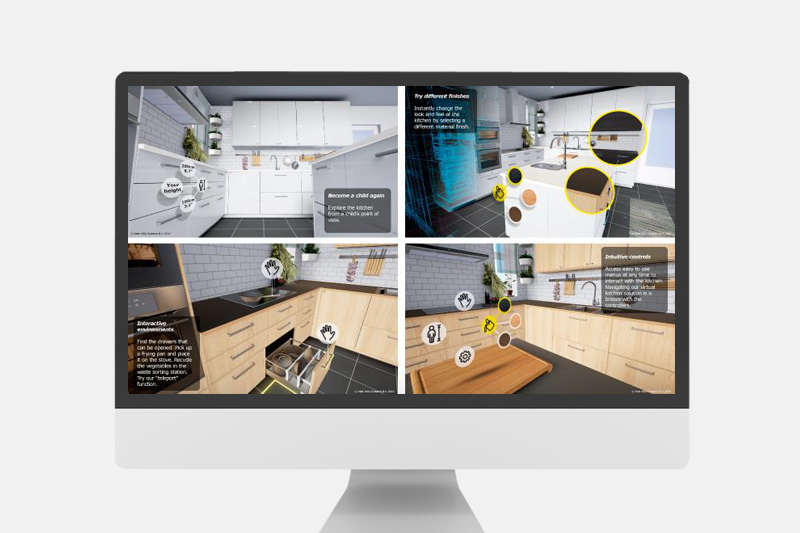 190cm
6.1"
Your
height
100cm
3.3"
Become a child again
Explore the kitchen
from a child's point of
view.
Try different finishes
Instantly change the
look and feel of the
kitchen by selecting a
different material finish.
Interactive
environments
Find the drawers that
can be opened. Pick up
a frying pan and place
it on the stove. Recycle
the vegetables in the
waste sorting station.
Try our "teleport"
function.
Intuitive controls
Access easy to use
menus at any time to
interact with the kitchen.
Navigating our virtual
kitchen solution is a
breeze with the
controllers.